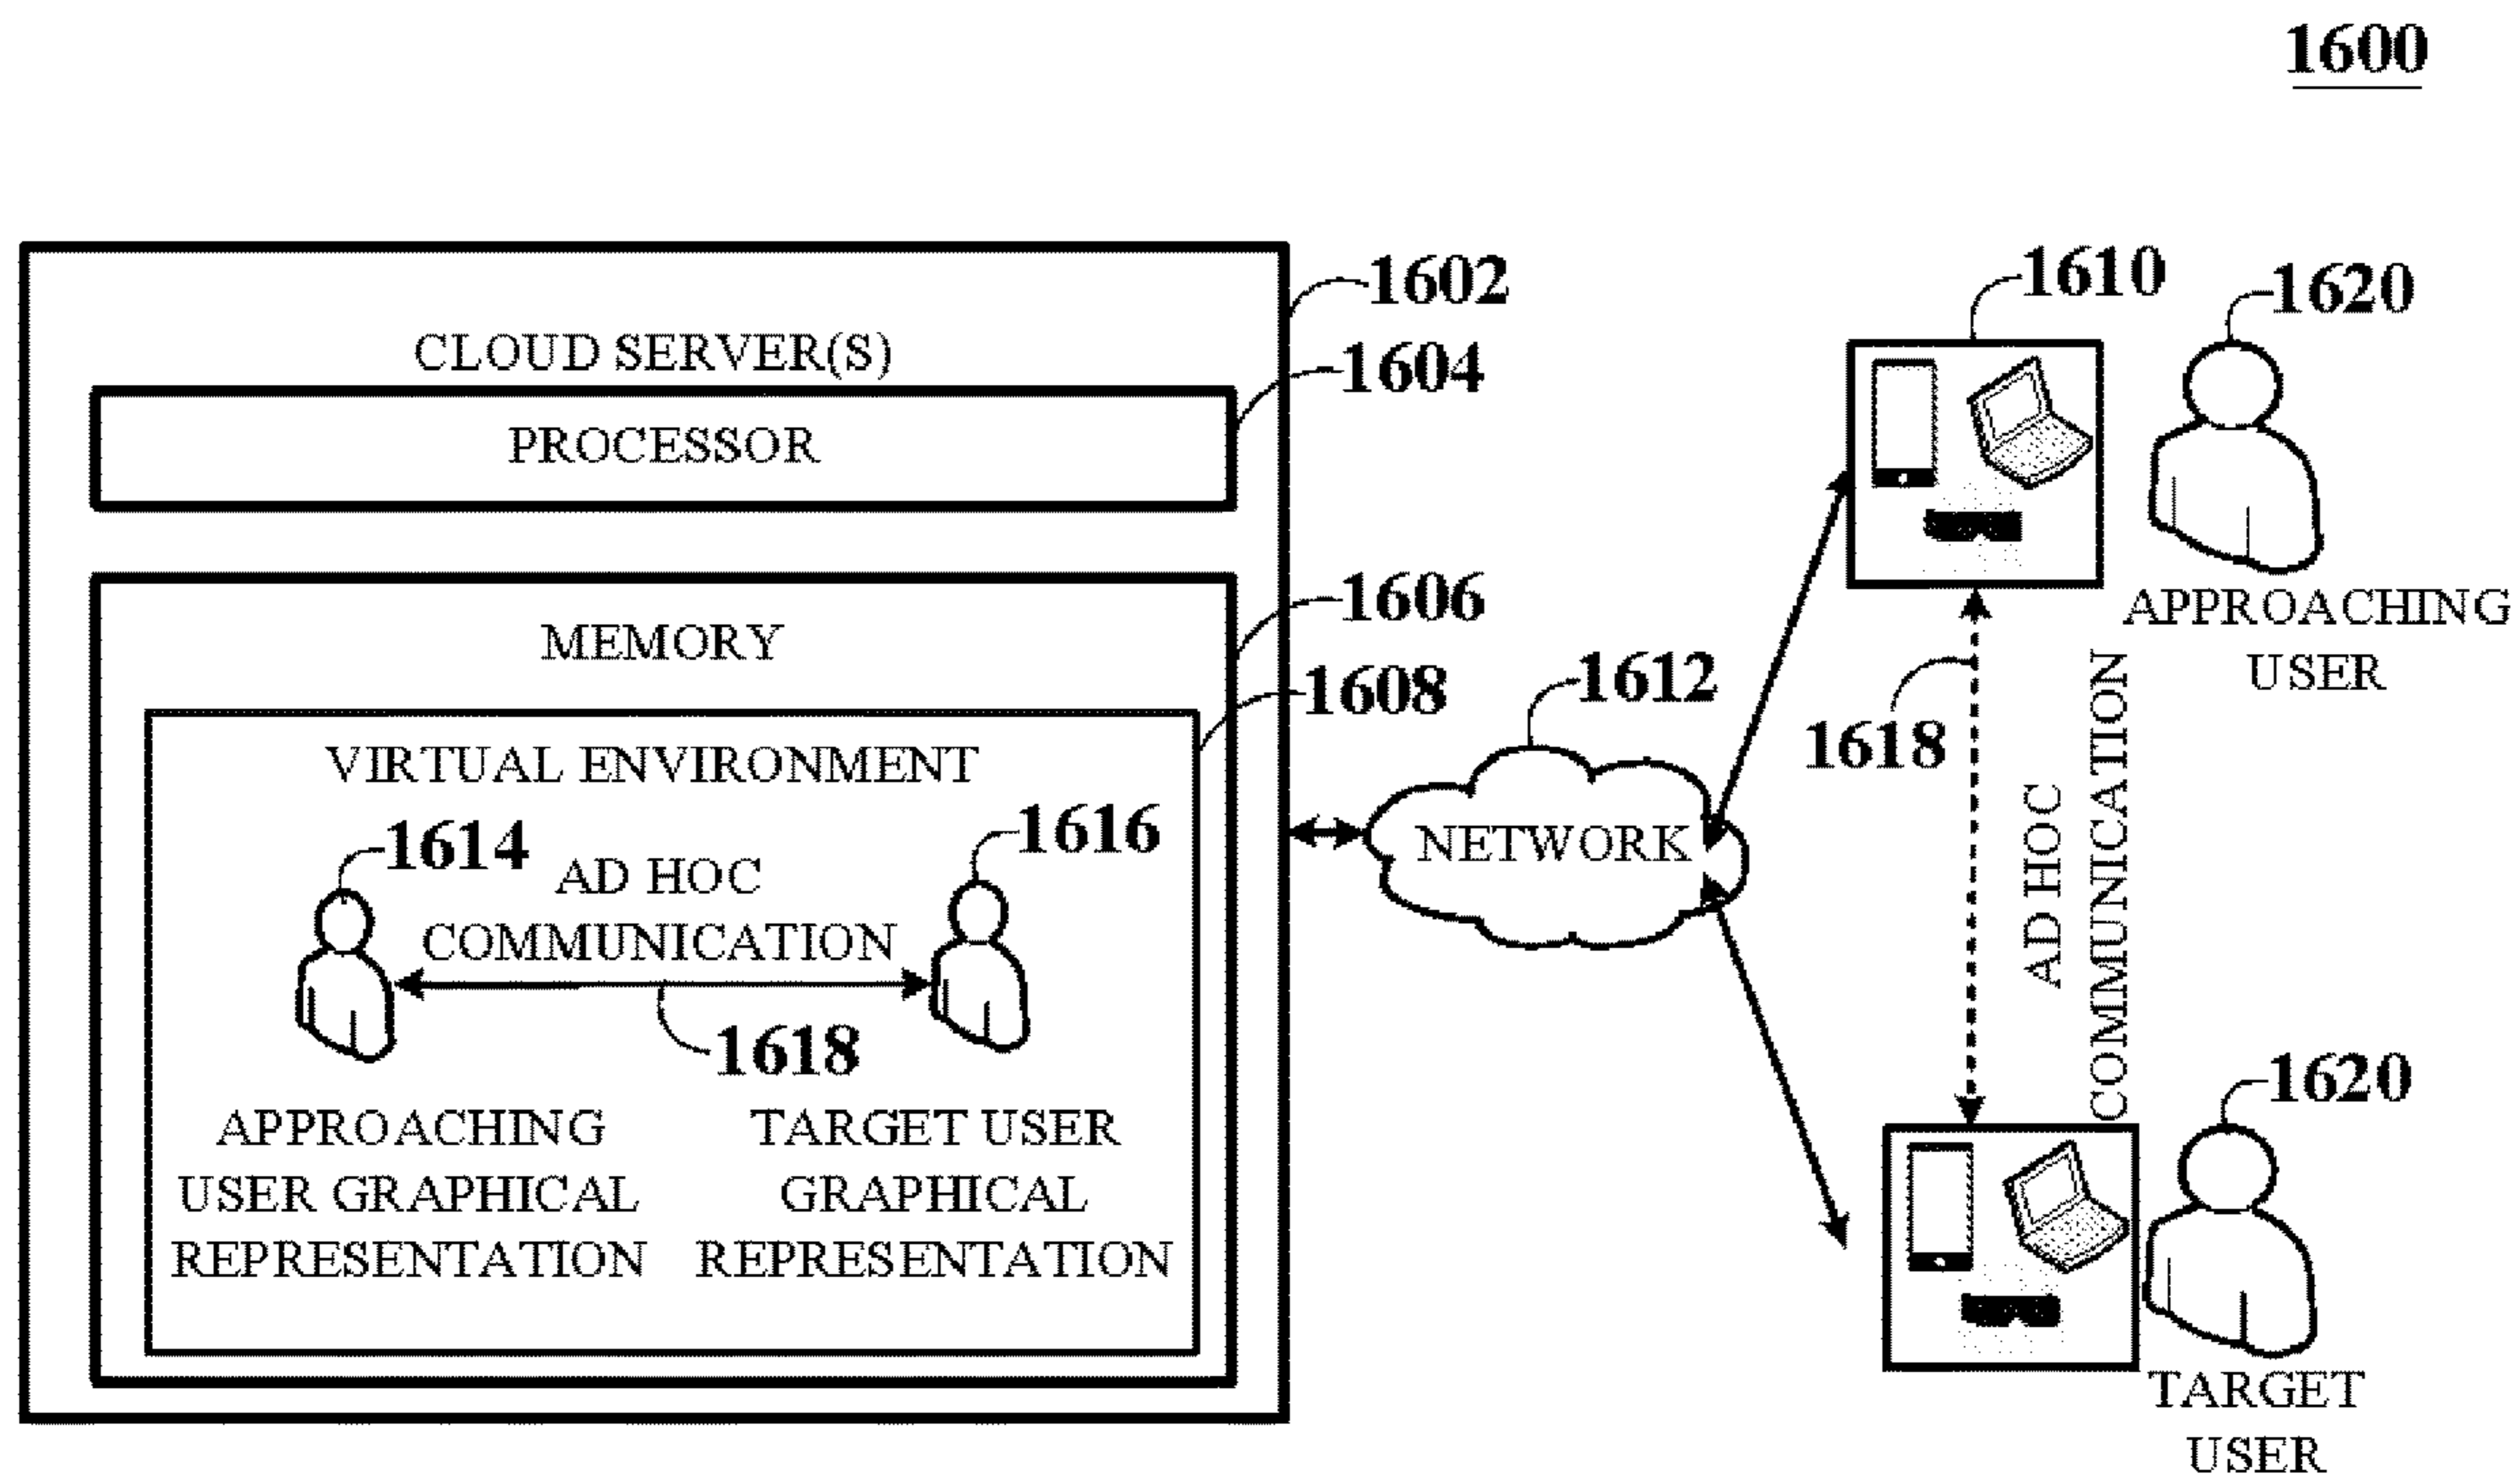 1600
1602
CLOUD SERVER(S)
1604
PROCESSOR
1606
MEMORY
1608
VIRTUAL ENVIRONMENT
1614
1616
AD HOC
COMMUNICATION
1618
APPROACHING
USER GRAPHICAL
REPRESENTATION
TARGET USER
GRAPHICAL
REPRESENTATION
1612
NETWORK
1610
1620
APPROACHING
USER
1618
AD HOC
COMMUNICATION
1620
TARGET
USER